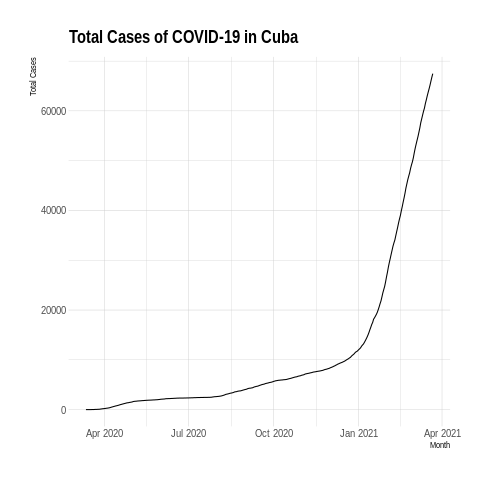 Total Cases of COVID-19 in Cuba
Total Cases
60000
40000
20000
0
Apr 2020 Jul 2020 Oct 2020 Jan 2021 Apr 2021
Month